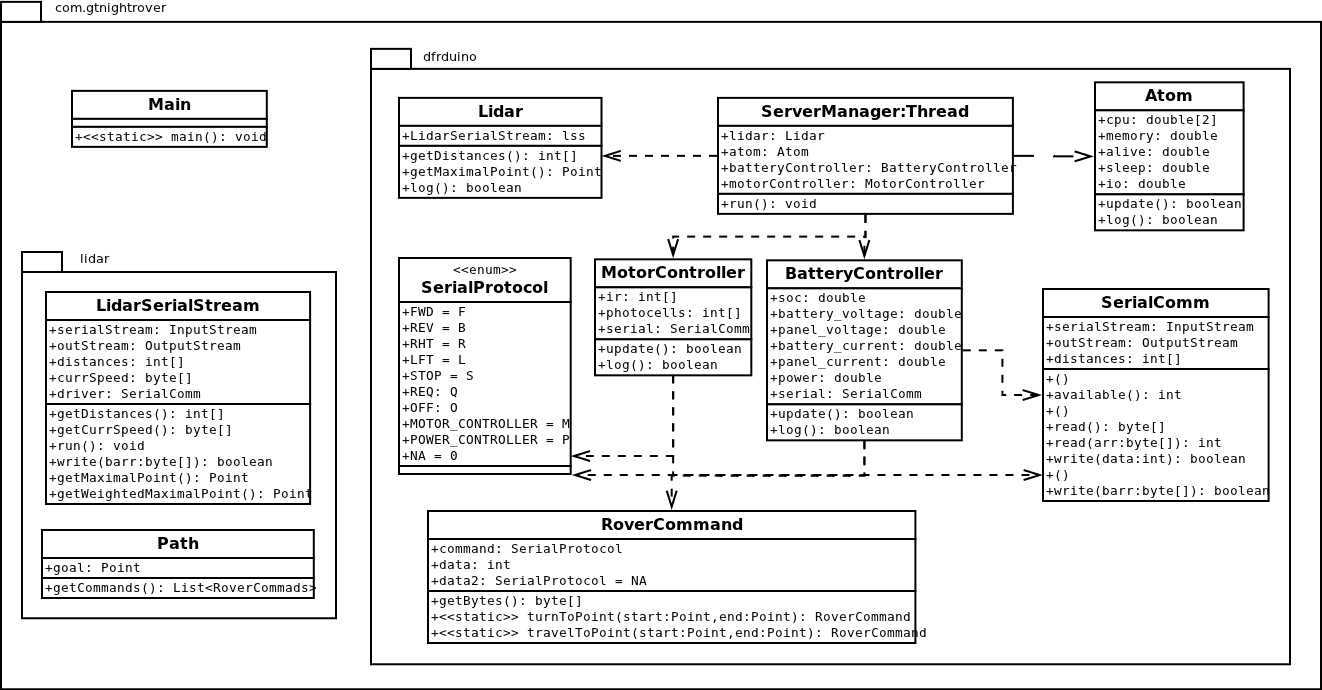 com.gtnightrover
dfrduino
Main
+<<static>> main(): void
Lidar
+LidarSerialStream: lss
+getDistances(): int[]
+getMaximalPoint(): Point
+log(): boolean
ServerManager:Thread
+lidar: Lidar
+atom: Atom
+batteryController: BatteryController
+motorController: MotorController
+run(): void
Atom
+cpu: double[2]
+memory: double
+alive: double
+sleep: double
+io: double
+update(): boolean
+log(): boolean
lidar
LidarSerialStream
+serialStream: InputStream
+outStream: OutputStream
+distances: int[]
+currSpeed: byte[]
+driver: SerialComm
+getDistances(): int[]
+getCurrSpeed(): byte[]
+run(): void
+write(barr:byte[]): boolean
+getMaximalPoint(): Point
+getWeightedMaximalPoint(): Point
Path
+goal: Point
+getCommands(): List<RoverCommads>
<<enum>>
SerialProtocol
+FWD = F
+REV = B
+RHT = R
+LFT = L
+STOP = S
+REQ: Q
+OFF: O
+MOTOR_CONTROLLER = M
+POWER_CONTROLLER = P
+NA = 0
MotorController
+ir: int[]
+photocells: int[]
+serial: SerialComm
+update(): boolean
+log(): boolean
BatteryController
+soc: double
+battery_voltage: double
+panel_voltage: double
+battery_current: double
+panel_current: double
+power: double
+serial: SerialComm
+update(): boolean
+log(): boolean
SerialComm
+serialStream: InputStream
+outStream: OutputStream
+distances: int[]
+()
+available(): int
+()
+read(): byte[]
+read(arr:byte[]): int
+write(data:int): boolean
+()
+write(barr:byte[]): boolean
RoverCommand
+command: SerialProtocol
+data: int
+data2: SerialProtocol = NA
+getBytes(): byte[]
+<<static>> turnToPoint(start:Point,end:Point): RoverCommand
+<<static>> travelToPoint(start:Point,end:Point): RoverCommand